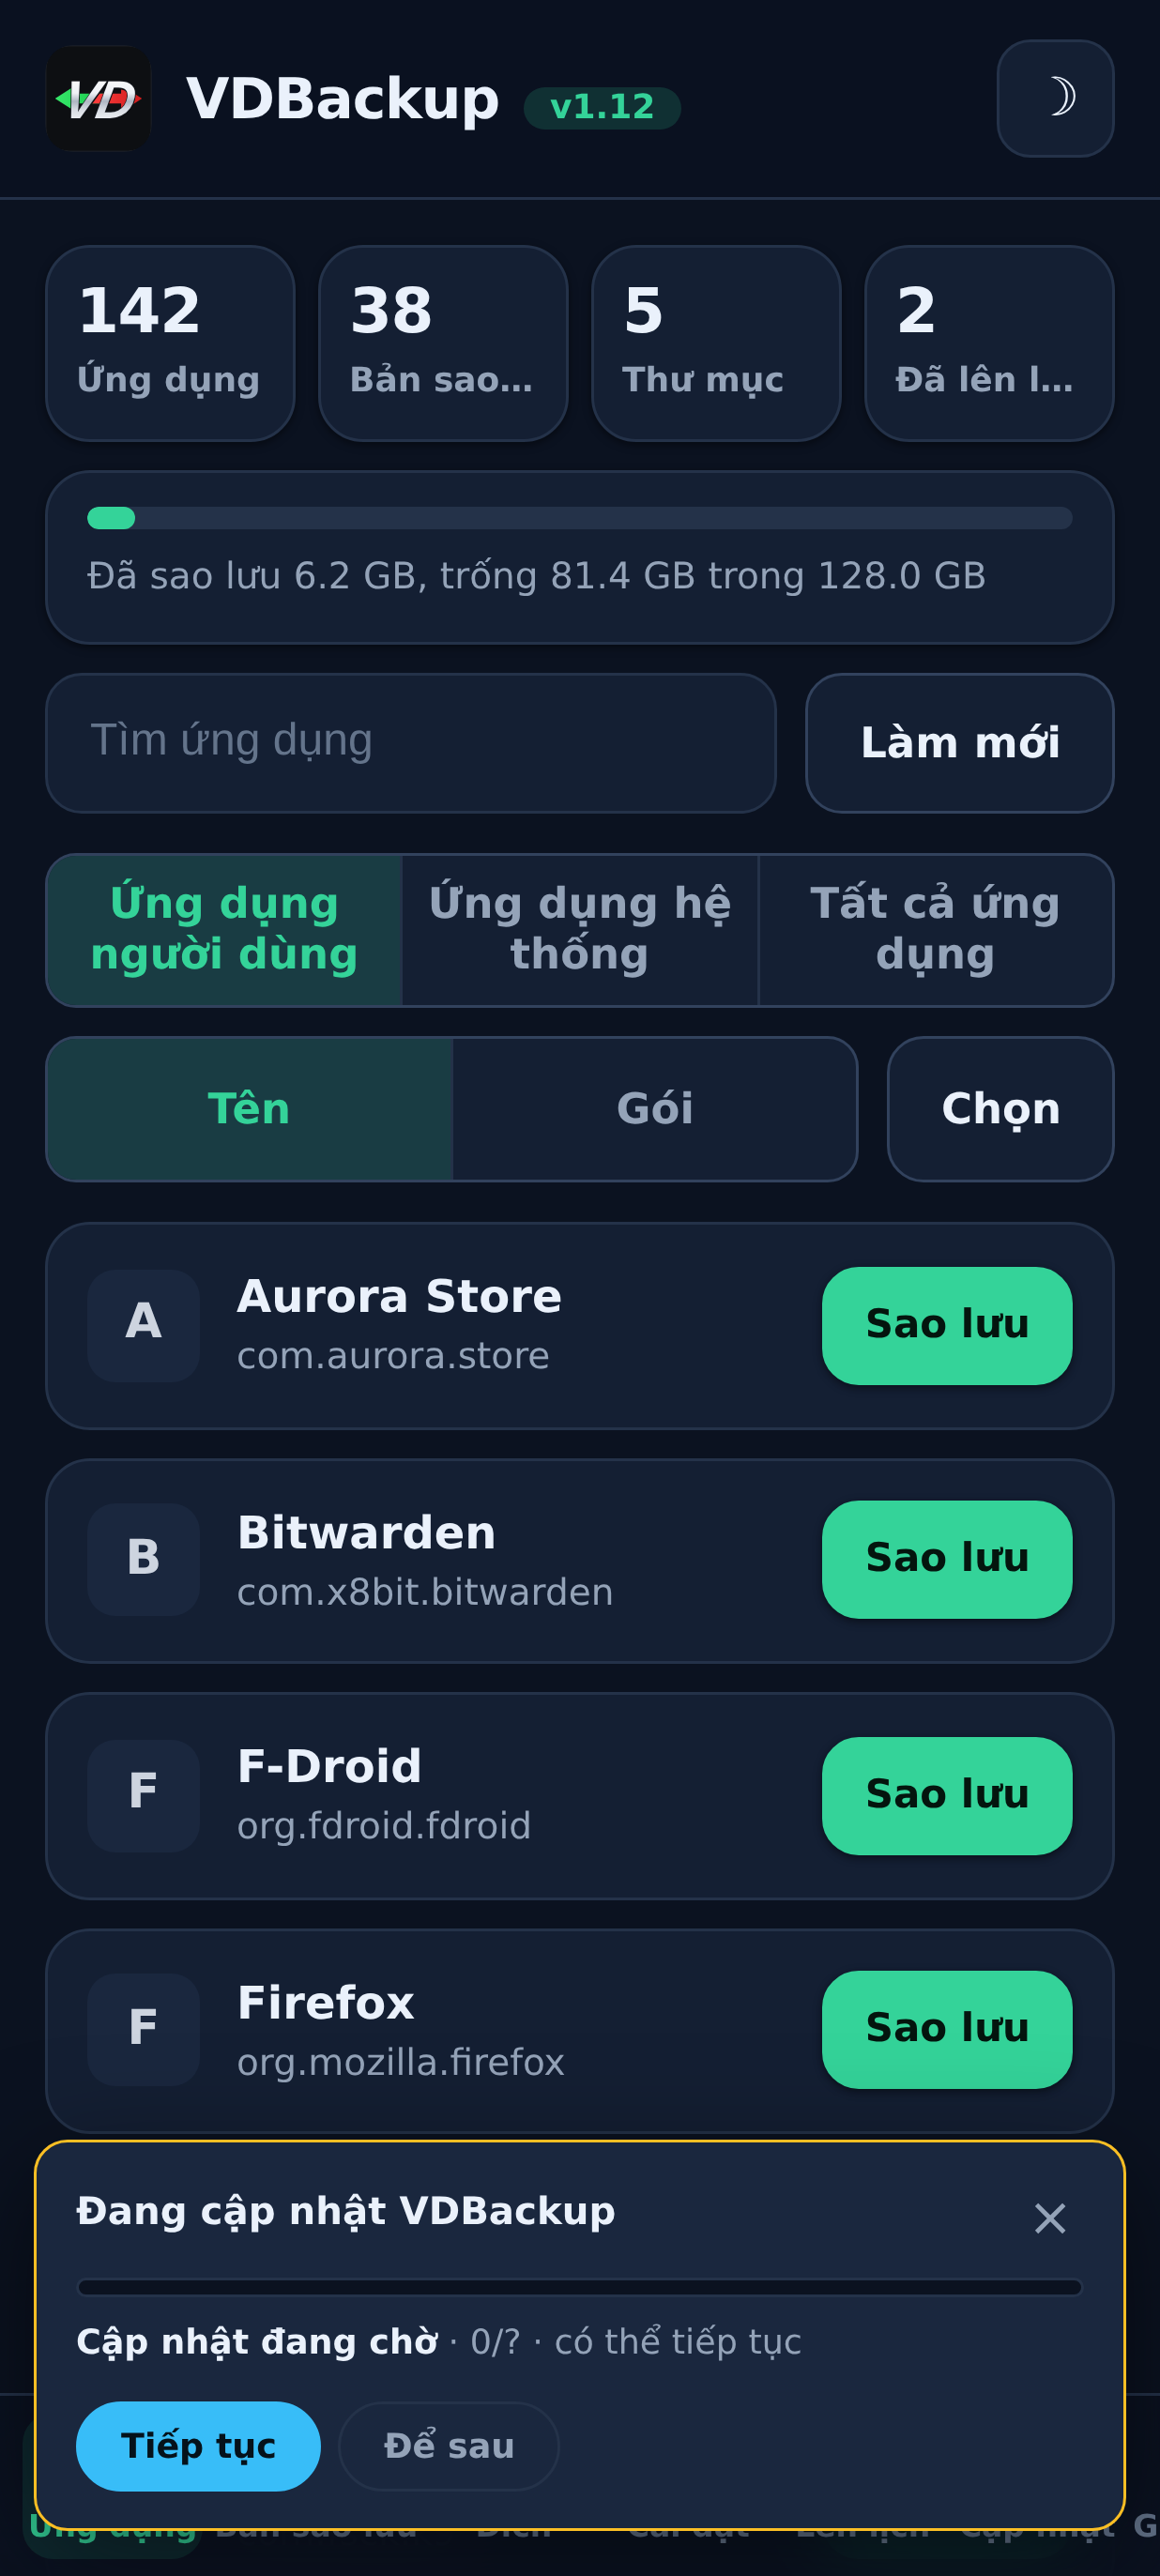 VD
VDBackup v1.12
142
Ứng dụng
38
Bản sao...
5
Thư mục
2
Đã lên l...
Đã sao lưu 6.2 GB, trống 81.4 GB trong 128.0 GB
Tìm ứng dụng
Làm mới
Ứng dụng
người dùng
Ứng dụng hệ
thống
Tất cả ứng
dụng
Tên
Gói
Chọn
A
Aurora Store
com.aurora.store
Sao lưu
B
Bitwarden
com.x8bit.bitwarden
Sao lưu
F
F-Droid
org.fdroid.fdroid
Sao lưu
F
Firefox
org.mozilla.firefox
Sao lưu
Đang cập nhật VDBackup
×
Cập nhật đang chờ · 0/? · có thể tiếp tục
Tiếp tục
Để sau